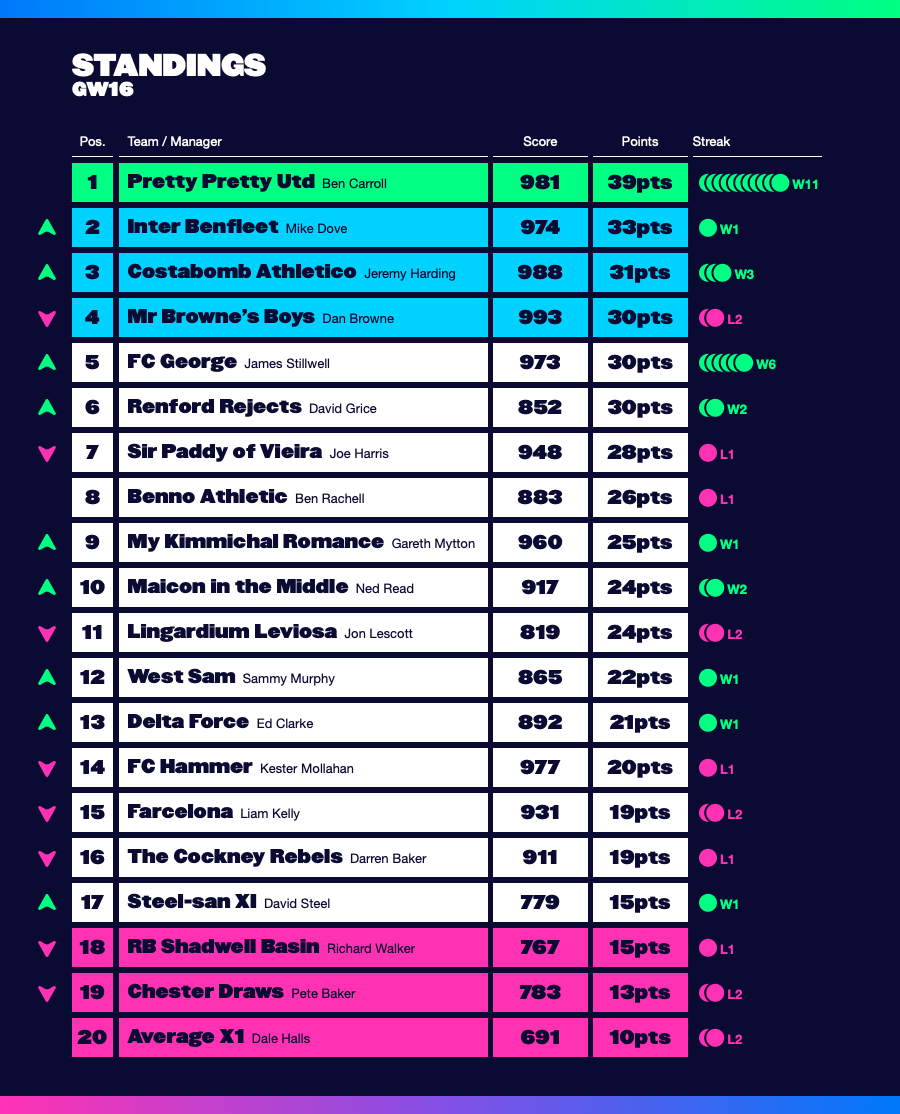 STANDINGS
GW16
Pos. Team / Manager Score Points Streak
1 Pretty Pretty Utd Ben Carroll 981 39pts W11
2 Inter Benfleet Mike Dove 974 33pts W1
3 Costabomb Athletico Jeremy Harding 988 31pts W3
4 Mr Browne’s Boys Dan Browne 993 30pts L2
5 FC George James Stillwell 973 30pts W6
6 Renford Rejects David Grice 852 30pts W2
7 Sir Paddy of Vieira Joe Harris 948 28pts L1
8 Benno Athletic Ben Rachell 883 26pts L1
9 My Kimmichal Romance Gareth Mytton 960 25pts W1
10 Maicon in the Middle Ned Read 917 24pts W2
11 Lingardium Leviosa Jon Lescott 819 24pts L2
12 West Sam Sammy Murphy 865 22pts W1
13 Delta Force Ed Clarke 892 21pts W1
14 FC Hammer Kester Mollahan 977 20pts L1
15 Farcelona Liam Kelly 931 19pts L2
16 The Cockney Rebels Darren Baker 911 19pts L1
17 Steel-san XI David Steel 779 15pts W1
18 RB Shadwell Basin Richard Walker 767 15pts L1
19 Chester Draws Pete Baker 783 13pts L2
20 Average X1 Dale Halls 691 10pts L2